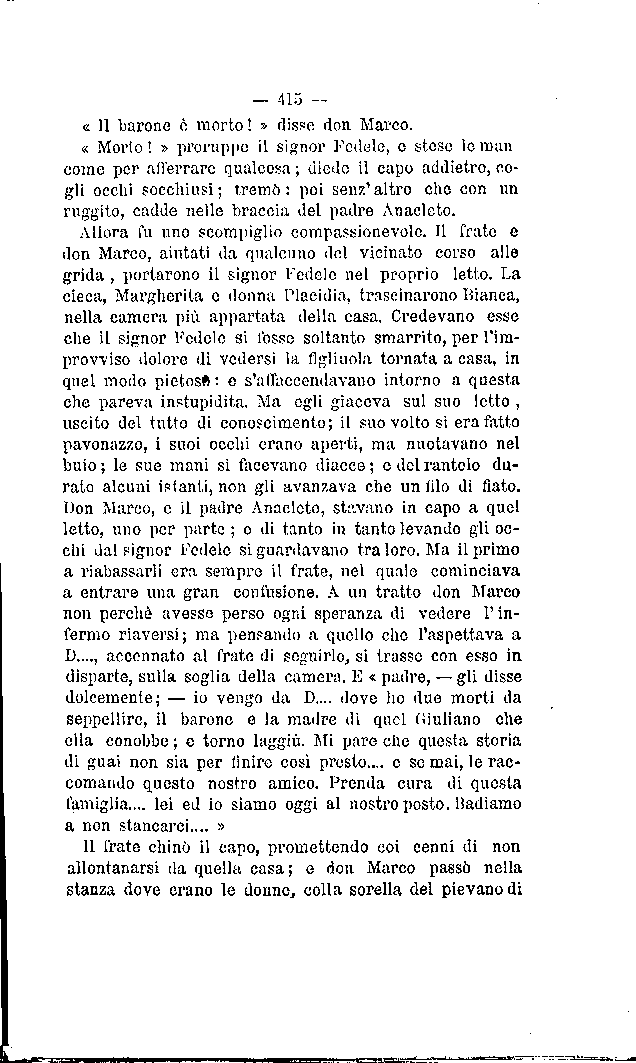 — 415 —
« Il barone è morto! » disse don Marco.
« Morto! » proruppe il signor Fedele, e stese le man
come per afferrare qualcosa; diede il capo addietro, co-
gli occhi socchiusi; tremò: poi senz'altro che con un
ruggito, cadde nelle braccia del padre Anacleto.
Allora fu uno scompiglio compassionevole. Il frate e
don Marco, aiutati da qualcuno del vicinato corso alle
grida, portarono il signor Fedele nel proprio letto. La
cieca, Margherita e donna Placidia, trascinarono Bianca,
nella camera più appartata della casa. Credevano esse
che il signor Fedele si fosse soltanto smarrito, per l'im-
provviso dolore di vedersi la figliuola tornata a casa, in
quel modo pietoso: e s'affaccendavano intorno a questa
che pareva instupidita. Ma egli giaceva sul suo letto,
uscito del tutto di conoscimento; il suo volto si era fatto
pavonazzo, i suoi occhi erano aperti, ma nuotavano nel
buio; le sue mani si facevano diacce; e del rantolo du-
rato alcuni istanti, non gli avanzava che un filo di fiato.
Don Marco, e il padre Anacleto, stavano in capo a quel
letto, uno per parte; e di tanto in tanto levando gli oc-
chi dal signor Fedele si guardavano tra loro. Ma il primo
a riabassarli era sempre il frate, nel quale cominciava
a entrare una gran confusione. A un tratto don Marco
non perchè avesse perso ogni speranza di vedere l'in-
fermo riaversi; ma pensando a quello che l'aspettava a
D...., accennato al frate di seguirlo, si trasse con esso in
disparte, sulla soglia della camera. E « padre, — gli disse
dolcemente; — io vengo da D.... dove ho due morti da
seppellire, il barone e la madre di quel Giuliano che
ella conobbe; e torno laggiù. Mi pare che questa storia
di guai non sia per finire così presto.... e se mai, le rac-
comando questo nostro amico. Prenda cura di questa
famiglia.... lei ed io siamo oggi al nostro posto. Badiamo
a non stancarci.... »
Il frate chinò il capo, promettendo coi cenni di non
allontanarsi da quella casa; e don Marco passò nella
stanza dove erano le donne, colla sorella del pievano di